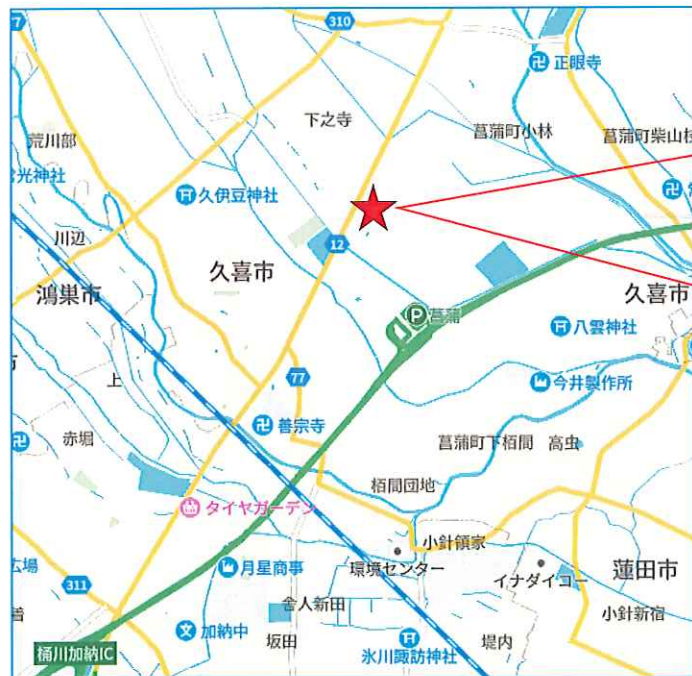 7
310
正眼寺
下之寺
菖蒲町小林
菖蒲町柴山枝
荒川部
光神社
久伊豆神社
川辺
12
久喜市
鴻巣市
久喜市
P
菖蒲
八雲神社
上
77
今井製作所
赤堀
善宗寺
菖蒲町下栢間
高虫
栢間団地
タイヤガーデン
小針領家
広場
月星商事
環境センター
イナダイコー
蓮田市
311
舎人新田
小針新宿
加納中
坂田
堤内
桶川加納IC
氷川諏訪神社